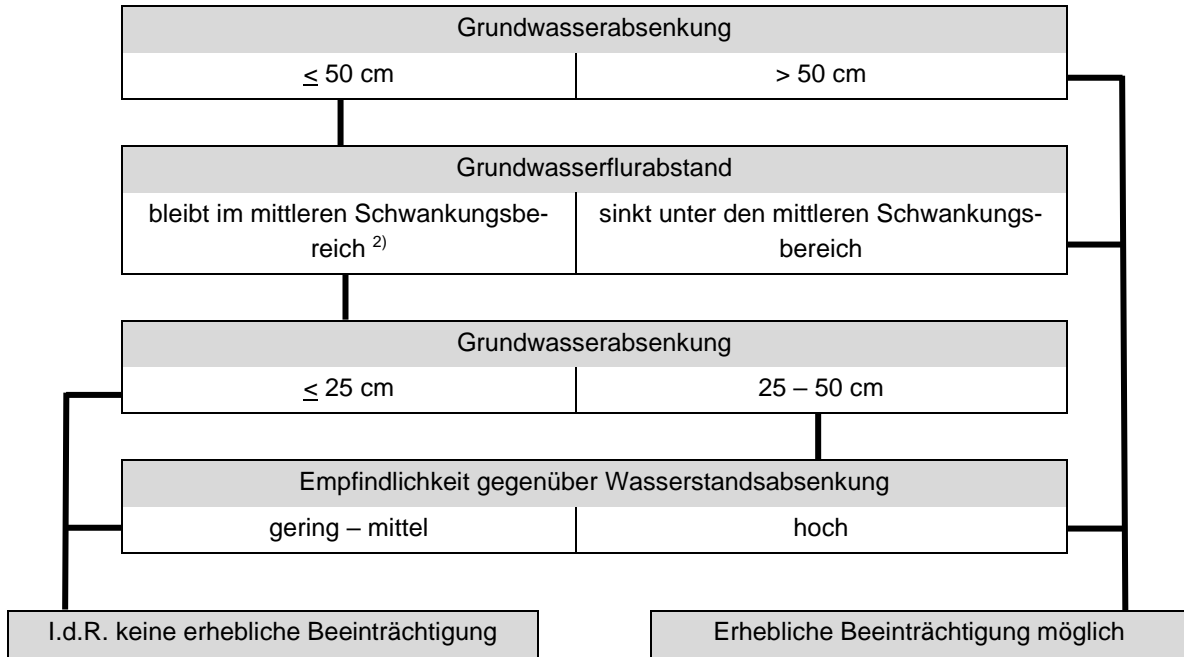 Grundwasserabsenkung
≤ 50 cm
> 50 cm
Grundwasserflurabstand
bleibt im mittleren Schwankungsbe-
reich 2)
sinkt unter den mittleren Schwankungs-
bereich
Grundwasserabsenkung
≤ 25 cm
25 – 50 cm
Empfindlichkeit gegenüber Wasserstandsabsenkung
gering – mittel
hoch
I.d.R. keine erhebliche Beeinträchtigung
Erhebliche Beeinträchtigung möglich